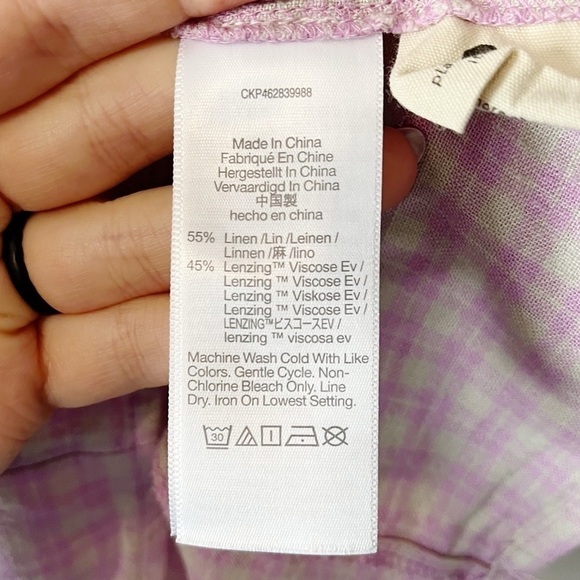 CKP462839988
Made In China
Fabriqué En Chine
Hergestellt In China
Vervaardigd In China
中国製
hecho en china
55% Linen /Lin /Leinen /
Linnen /麻 /lino
45% Lenzing™ Viscose Ev /
Lenzing ™ Viscose Ev /
Lenzing ™ Viskose Ev /
Lenzing ™ Viscose Ev /
LENZING™ビスコースEV /
lenzing ™ viscosa ev
Machine Wash Cold With Like
Colors. Gentle Cycle. Non-
Chlorine Bleach Only. Line
Dry. Iron On Lowest Setting.
30